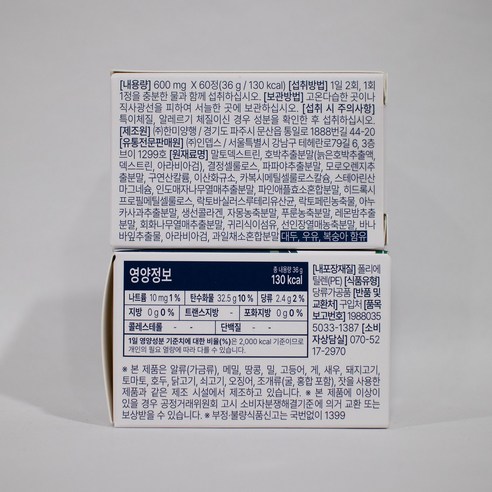 [내용량] 600 mg X 60정(36 g / 130 kcal) [섭취방법] 1일 2회, 1회
1정을 충분한 물과 함께 섭취하십시오. [보관방법] 고온다습한 곳이나
직사광선을 피하여 서늘한 곳에 보관하십시오. [섭취 시 주의사항]
특이체질, 알레르기 체질이신 경우 성분을 확인한 후 섭취하십시오.
[제조원] ㈜한미양행 / 경기도 파주시 문산읍 통일로 1888번길 44-20
[유통전문판매원] ㈜인뎁스 / 서울특별시 강남구 테헤란로79길 6, 3층
브이 1299호 [원재료명] 말토덱스트린, 호박추출분말(늙은호박추출액,
덱스트린, 아라비아검), 결정셀룰로스, 파파야추출분말, 모로오렌지추
출분말, 구연산칼륨, 이산화규소, 카복시메틸셀룰로스칼슘, 스테아린산
마그네슘, 인도매자나무열매추출분말, 파인애플효소혼합분말, 히드록시
프로필메틸셀룰로스, 락토바실러스루테리유산균, 락토페린농축물, 아누
카사과추출분말, 생선콜라겐, 자몽농축분말, 푸룬농축분말, 레몬밤추출
분말, 회화나무열매추출분말, 귀리식이섬유, 선인장열매추출분말, 바나
바잎추출물, 아라비아검, 과일채소혼합분말 대두, 우유, 복숭아 함유
영양정보
총 내용량 36 g
130 kcal
나트륨 10 mg 1% 탄수화물 32.5 g 10% 당류 2.4 g 2%
지방 0 g 0% 트랜스지방 - 포화지방 0 g 0%
콜레스테롤 - - 단백질 - -
1일 영양성분 기준치에 대한 비율(%)은 2,000 kcal 기준이므로
개인의 필요 열량에 따라 다를 수 있습니다.
[내포장재질] 폴리에
틸렌(PE) [식품유형]
당류가공품 [반품 및
교환처] 구입처 [품목
보고번호] 1988035
5033-1387 [소비
자상담실] 070-52
17-2970
※ 본 제품은 알류(가금류), 메밀, 땅콩, 밀, 고등어, 게, 새우, 돼지고기,
토마토, 호두, 닭고기, 쇠고기, 오징어, 조개류(굴, 홍합 포함), 잣을 사용한
제품과 같은 제조 시설에서 제조하고 있습니다. ※ 본 제품에 이상이
있을 경우 공정거래위원회 고시 소비자분쟁해결기준에 의거 교환 또는
보상받을 수 있습니다. ※ 부정·불량식품신고는 국번없이 1399